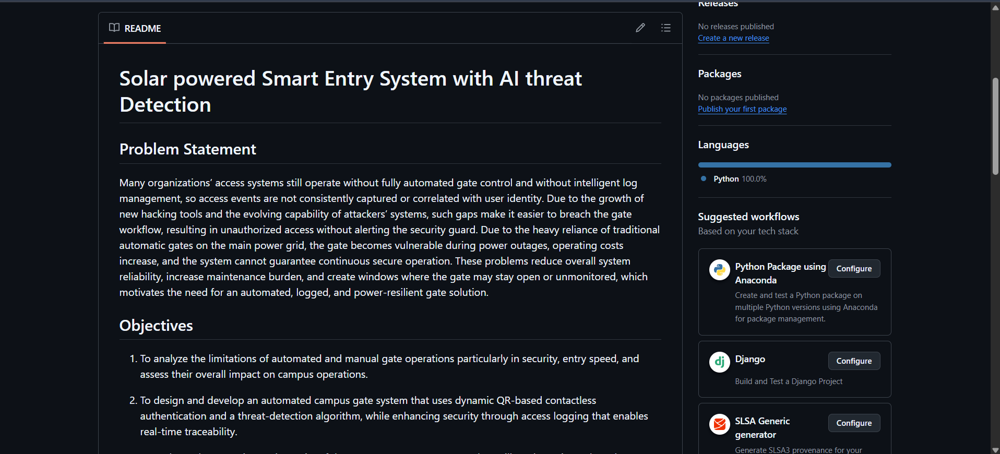 README
Solar powered Smart Entry System with AI threat
Detection
Problem Statement
Many organizations’ access systems still operate without fully automated gate control and without intelligent log
management, so access events are not consistently captured or correlated with user identity. Due to the growth of
new hacking tools and the evolving capability of attackers’ systems, such gaps make it easier to breach the gate
workflow, resulting in unauthorized access without alerting the security guard. Due to the heavy reliance of traditional
automatic gates on the main power grid, the gate becomes vulnerable during power outages, operating costs
increase, and the system cannot guarantee continuous secure operation. These problems reduce overall system
reliability, increase maintenance burden, and create windows where the gate may stay open or unmonitored, which
motivates the need for an automated, logged, and power-resilient gate solution.
Objectives
1. To analyze the limitations of automated and manual gate operations particularly in security, entry speed, and
assess their overall impact on campus operations.
2. To design and develop an automated campus gate system that uses dynamic QR-based contactless
authentication and a threat-detection algorithm, while enhancing security through access logging that enables
real-time traceability.
Releases
No releases published
Create a new release
Packages
No packages published
Publish your first package
Languages
Python 100.0%
Suggested workflows
Based on your tech stack
Python Package using
Anaconda
Configure
Create and test a Python package on
multiple Python versions using Anaconda
for package management.
dj
Django
Configure
Build and Test a Django Project
SLSA Generic
generator
Configure
Generate SLSA3 provenance for your